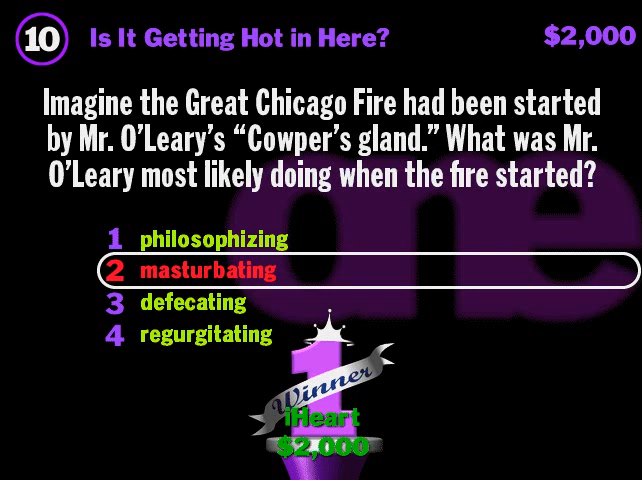 10 Is It Getting Hot in Here? $2,000
Imagine the Great Chicago Fire had been started
by Mr. O'Leary's “Cowper's gland.” What was Mr.
O'Leary most likely doing when the fire started?
one
1 philosophizing
2 masturbating
3 defecating
4 regurgitating
1
Winner
iHeart
$2,000